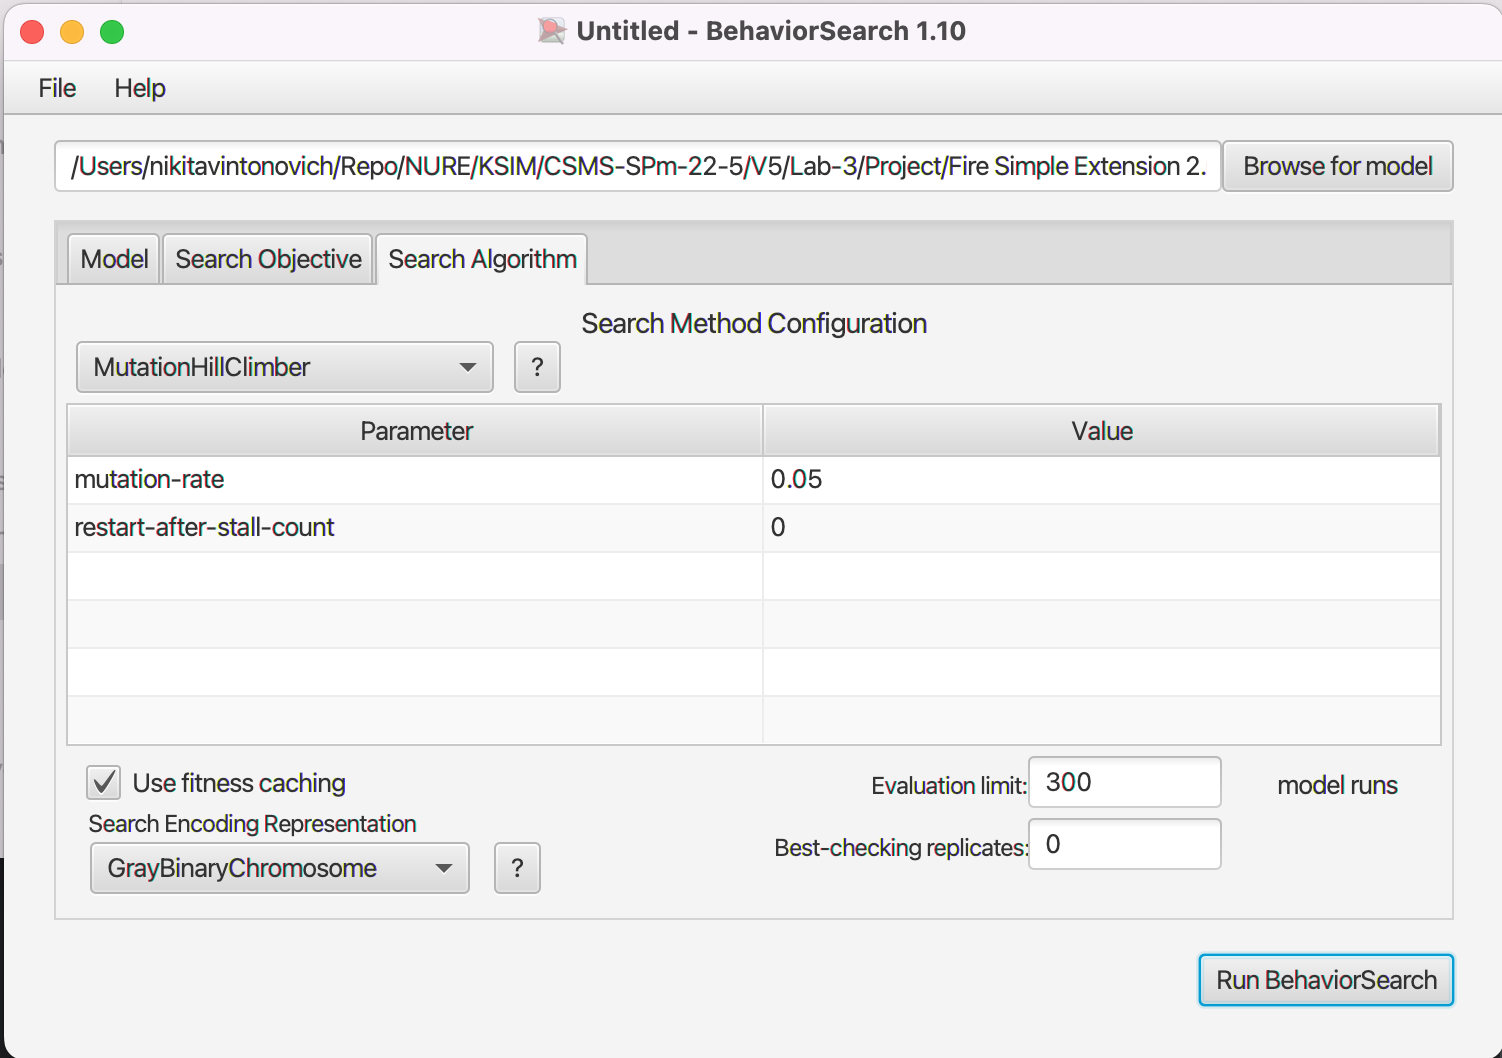 Untitled - BehaviorSearch 1.10
File Help
/Users/nikitavintonovich/Repo/NURE/KSIM/CSMS-SPm-22-5/V5/Lab-3/Project/Fire Simple Extension 2. Browse for model
Model Search Objective Search Algorithm
Search Method Configuration
MutationHillClimber ?
Parameter Value
mutation-rate 0.05
restart-after-stall-count 0
Use fitness caching Evaluation limit: 300 model runs
Search Encoding Representation
Best-checking replicates: 0
GrayBinaryChromosome ?
Run BehaviorSearch